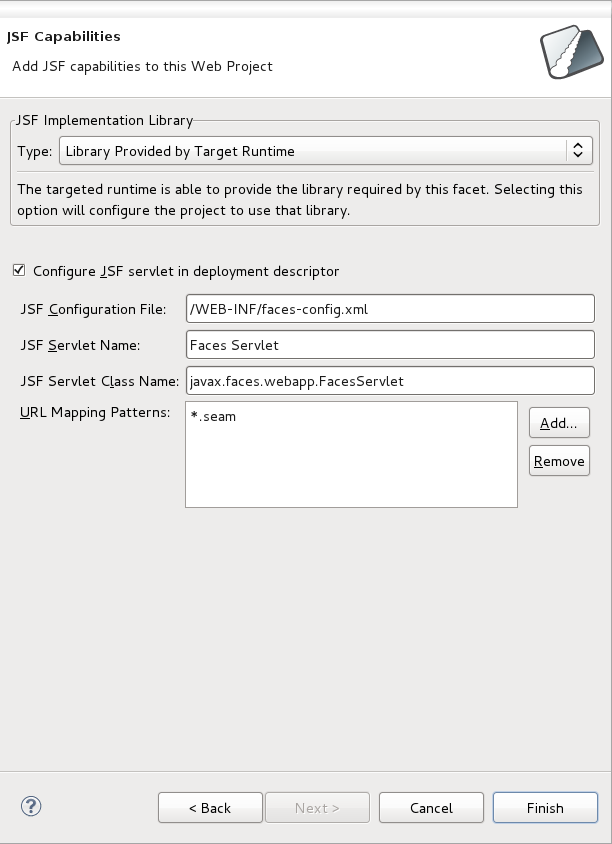 JSF Capabilities
Add JSF capabilities to this Web Project
JSF Implementation Library
Type: Library Provided by Target Runtime
The targeted runtime is able to provide the library required by this facet. Selecting this
option will configure the project to use that library.
Configure JSF servlet in deployment descriptor
JSF Configuration File: /WEB-INF/faces-config.xml
JSF Servlet Name: Faces Servlet
JSF Servlet Class Name: javax.faces.webapp.FacesServlet
URL Mapping Patterns: *.seam
Add...
Remove
? < Back Next > Cancel Finish